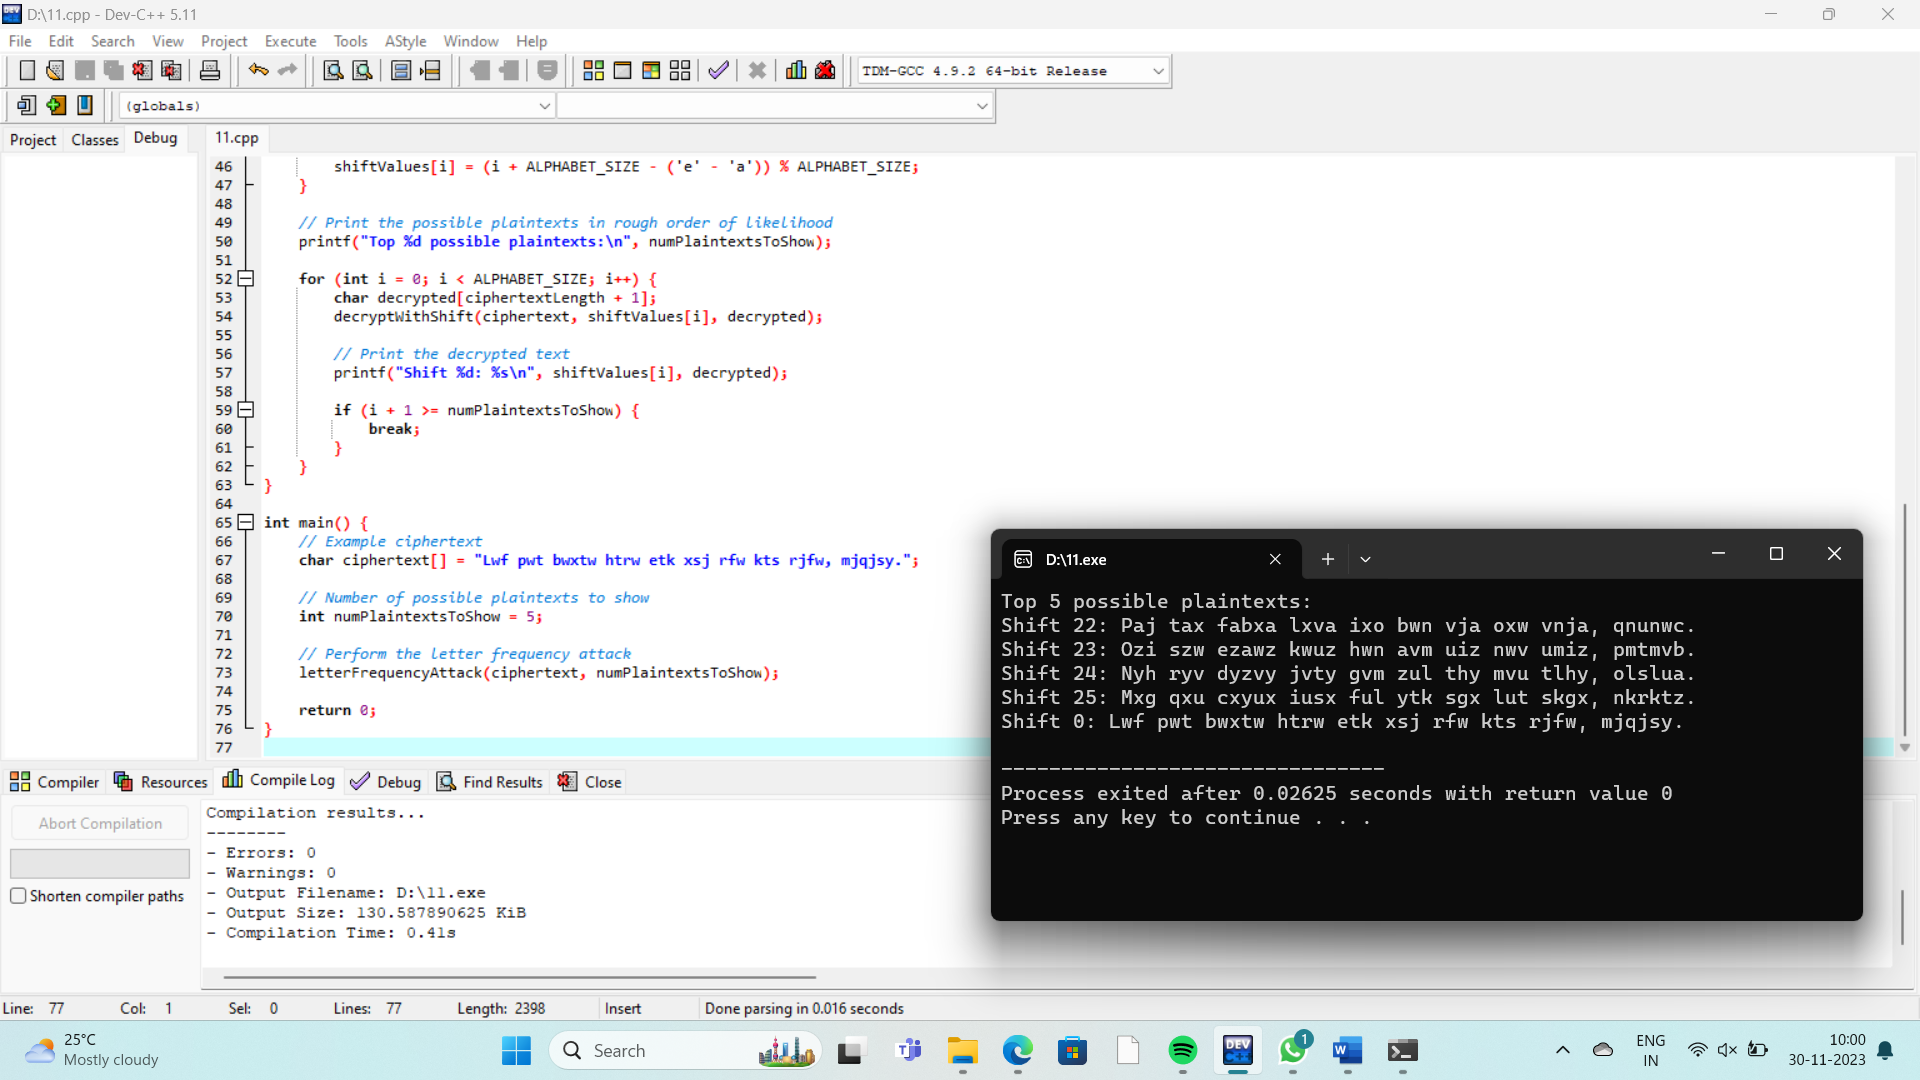 D:\11.cpp - Dev-C++ 5.11
File Edit Search View Project Execute Tools AStyle Window Help
TDM-GCC 4.9.2 64-bit Release
(globals)
Project Classes Debug 11.cpp
46 shiftValues[i] = (i + ALPHABET_SIZE - ('e' - 'a')) % ALPHABET_SIZE;
47 }
48
49 // Print the possible plaintexts in rough order of likelihood
50 printf("Top %d possible plaintexts:\n", numPlaintextsToShow);
51
52 for (int i = 0; i < ALPHABET_SIZE; i++) {
53 char decrypted[ciphertextLength + 1];
54 decryptWithShift(ciphertext, shiftValues[i], decrypted);
55
56 // Print the decrypted text
57 printf("Shift %d: %s\n", shiftValues[i], decrypted);
58
59 if (i + 1 >= numPlaintextsToShow) {
60 break;
61 }
62 }
63 }
64
65 int main() {
66 // Example ciphertext
67 char ciphertext[] = "Lwf pwt bwxtw htrw etk xsj rfw kts rjfw, mjqjsy.";
68
69 // Number of possible plaintexts to show
70 int numPlaintextsToShow = 5;
71
72 // Perform the letter frequency attack
73 letterFrequencyAttack(ciphertext, numPlaintextsToShow);
74
75 return 0;
76 }
77
D:\11.exe
Top 5 possible plaintexts:
Shift 22: Paj tax fabxa lxva ixo bwn vja oxw vnja, qnunwc.
Shift 23: Ozi szw ezawz kwuz hwn avm uiz nwv umiz, pmtmvb.
Shift 24: Nyh ryv dyzvy jvty gvm zul thy mvu tlhy, olslua.
Shift 25: Mxg qxu cxyux iusx ful ytk sgx lut skgx, nkrktz.
Shift 0: Lwf pwt bwxtw htrw etk xsj rfw kts rjfw, mjqjsy.
--------------------------------
Process exited after 0.02625 seconds with return value 0
Press any key to continue . . .
Compiler Resources Compile Log Debug Find Results Close
Abort Compilation
Shorten compiler paths
Compilation results...
--------
- Errors: 0
- Warnings: 0
- Output Filename: D:\11.exe
- Output Size: 130.587890625 KiB
- Compilation Time: 0.41s
Line: 77 Col: 1 Sel: 0 Lines: 77 Length: 2398 Insert Done parsing in 0.016 seconds
25°C
Mostly cloudy
Search
DEV C++
1
W
ENG
IN
10:00
30-11-2023